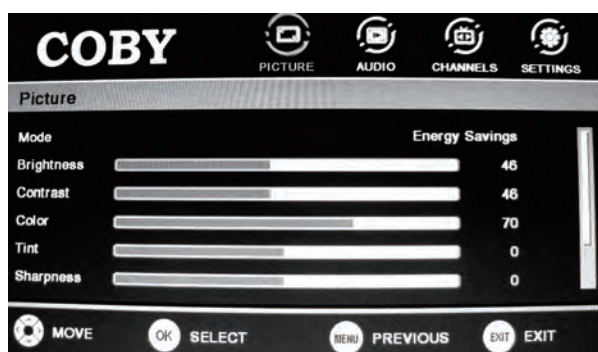 COBY
PICTURE AUDIO CHANNELS SETTINGS
Picture
Mode Energy Savings
Brightness 46
Contrast 46
Color 70
Tint 0
Sharpness 0
MOVE OK SELECT MENU PREVIOUS EXIT EXIT